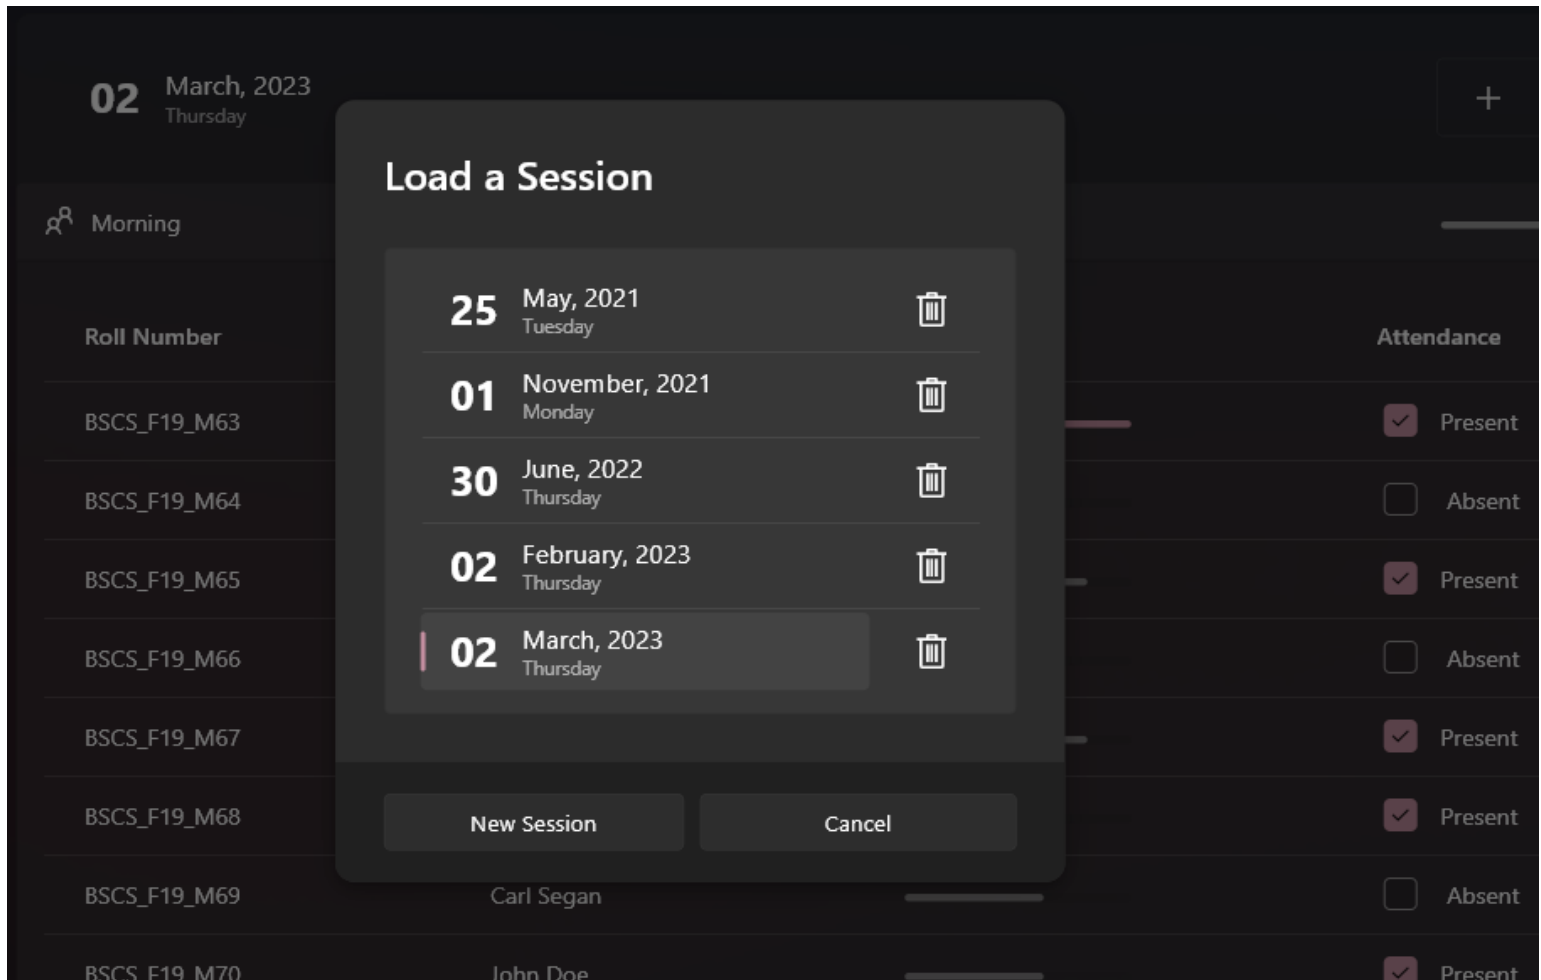 02
March, 2023
Thursday
Morning
Load a Session
25
May, 2021
Tuesday
01
November, 2021
Monday
30
June, 2022
Thursday
02
February, 2023
Thursday
02
March, 2023
Thursday
New Session
Cancel
Roll Number
Attendance
BSCS_F19_M63
Present
BSCS_F19_M64
Absent
BSCS_F19_M65
Present
BSCS_F19_M66
Absent
BSCS_F19_M67
Present
BSCS_F19_M68
Present
BSCS_F19_M69
Carl Segan
Absent
BSCS_F19_M70
John Doe
Present